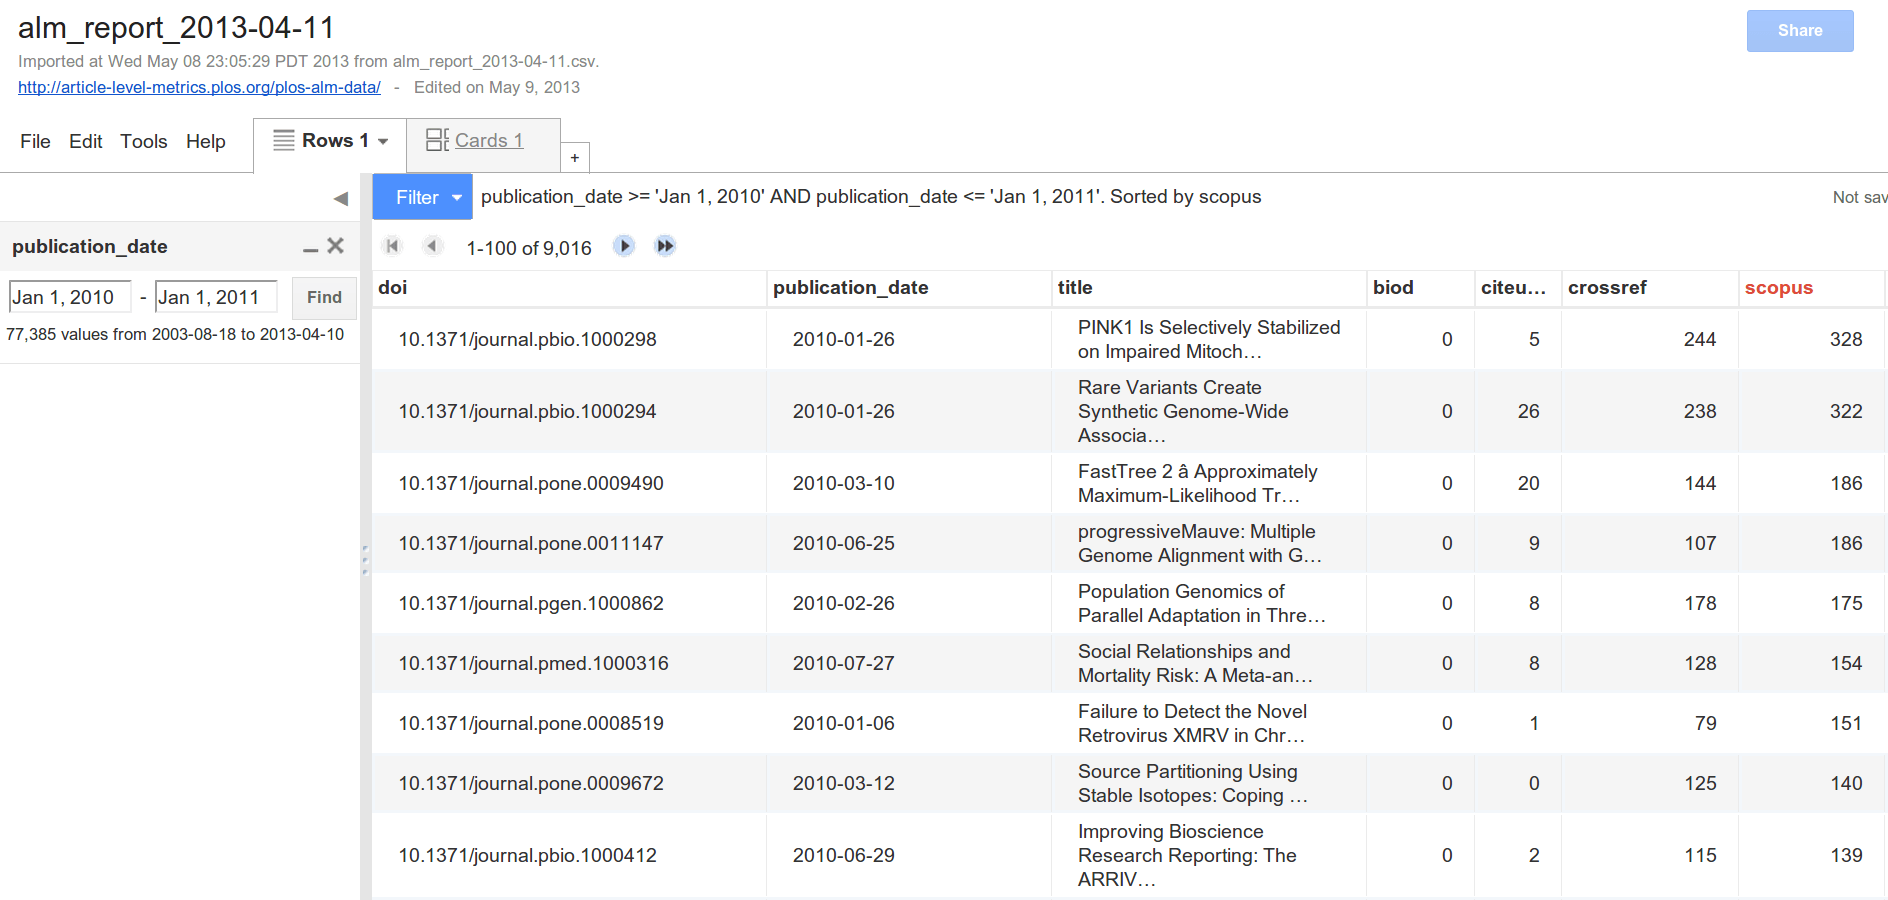 alm_report_2013-04-11
Share
Imported at Wed May 08 23:05:29 PDT 2013 from alm_report_2013-04-11.csv.
http://article-level-metrics.plos.org/plos-alm-data/ - Edited on May 9, 2013
File Edit Tools Help Rows 1 Cards 1 +
Filter publication_date >= 'Jan 1, 2010' AND publication_date <= 'Jan 1, 2011'. Sorted by scopus Not sav
publication_date
Jan 1, 2010 - Jan 1, 2011 Find
77,385 values from 2003-08-18 to 2013-04-10
1-100 of 9,016
doi publication_date title biod citeu… crossref scopus
10.1371/journal.pbio.1000298 2010-01-26 PINK1 Is Selectively Stabilized 0 5 244 328
on Impaired Mitoch…
Rare Variants Create
10.1371/journal.pbio.1000294 2010-01-26 Synthetic Genome-Wide 0 26 238 322
Associa…
10.1371/journal.pone.0009490 2010-03-10 FastTree 2 â Approximately 0 20 144 186
Maximum-Likelihood Tr…
10.1371/journal.pone.0011147 2010-06-25 progressiveMauve: Multiple 0 9 107 186
Genome Alignment with G…
10.1371/journal.pgen.1000862 2010-02-26 Population Genomics of 0 8 178 175
Parallel Adaptation in Thre…
10.1371/journal.pmed.1000316 2010-07-27 Social Relationships and 0 8 128 154
Mortality Risk: A Meta-an…
10.1371/journal.pone.0008519 2010-01-06 Failure to Detect the Novel 0 1 79 151
Retrovirus XMRV in Chr…
10.1371/journal.pone.0009672 2010-03-12 Source Partitioning Using 0 0 125 140
Stable Isotopes: Coping …
Improving Bioscience
10.1371/journal.pbio.1000412 2010-06-29 Research Reporting: The 0 2 115 139
ARRIV…